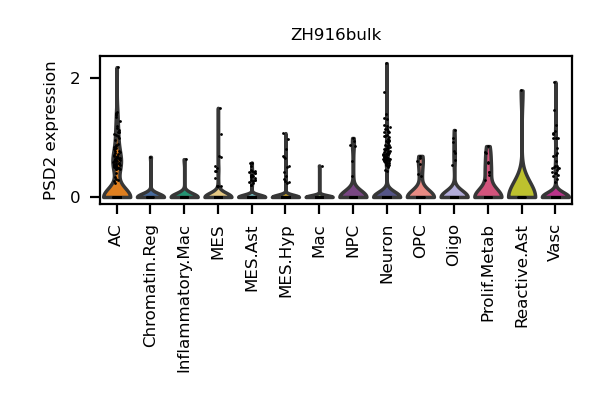 ZH916bulk
PSD2 expression
2
0
AC
Chromatin.Reg
Inflammatory.Mac
MES
MES.Ast
MES.Hyp
Mac
NPC
Neuron
OPC
Oligo
Prolif.Metab
Reactive.Ast
Vasc